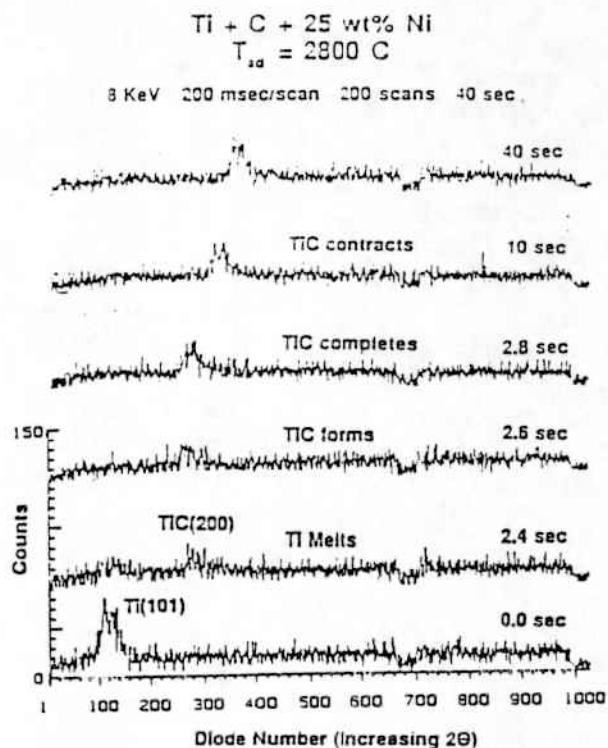 Ti + C + 25 wt% Ni
Tad = 2800 C
8 KeV 200 msec/scan 200 scans 40 sec
40 sec
TiC contracts 10 sec
TiC completes 2.8 sec
150
TiC forms 2.6 sec
TiC(200) Ti Melts 2.4 sec
Counts
Ti(101) 0.0 sec
0
1 100 200 300 400 500 600 700 800 900 1000
Diode Number (Increasing 2Θ)